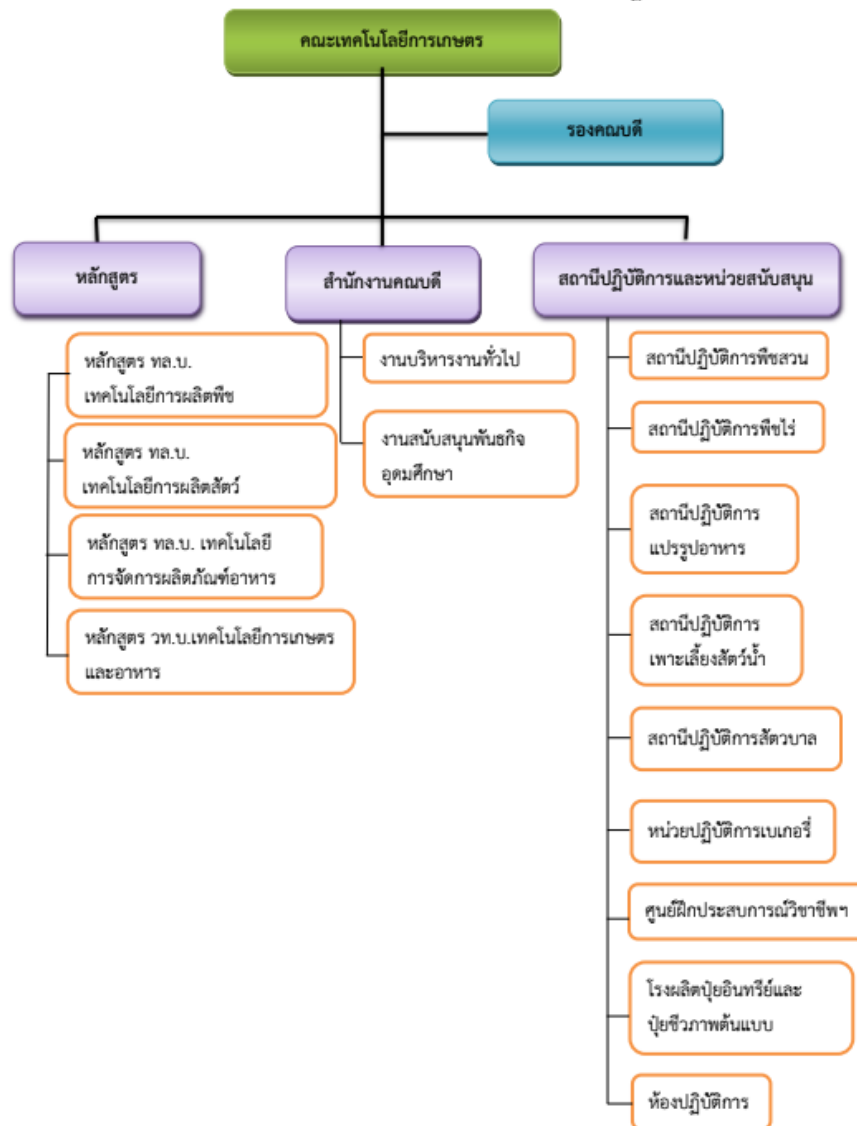 คณะเทคโนโลยีการเกษตร
รองคณบดี
หลักสูตร
หลักสูตร ทล.บ.
เทคโนโลยีการผลิตพืช
หลักสูตร ทล.บ.
เทคโนโลยีการผลิตสัตว์
หลักสูตร ทล.บ. เทคโนโลยี
การจัดการผลิตภัณฑ์อาหาร
หลักสูตร วท.บ.เทคโนโลยีการเกษตร
และอาหาร
สำนักงานคณบดี
งานบริหารงานทั่วไป
งานสนับสนุนพันธกิจ
อุดมศึกษา
สถานีปฏิบัติการและหน่วยสนับสนุน
สถานีปฏิบัติการพืชสวน
สถานีปฏิบัติการพืชไร่
สถานีปฏิบัติการ
แปรรูปอาหาร
สถานีปฏิบัติการ
เพาะเลี้ยงสัตว์น้ำ
สถานีปฏิบัติการสัตวบาล
หน่วยปฏิบัติการเบเกอรี่
ศูนย์ฝึกประสบการณ์วิชาชีพฯ
โรงผลิตปุ๋ยอินทรีย์และ
ปุ๋ยชีวภาพต้นแบบ
ห้องปฏิบัติการ